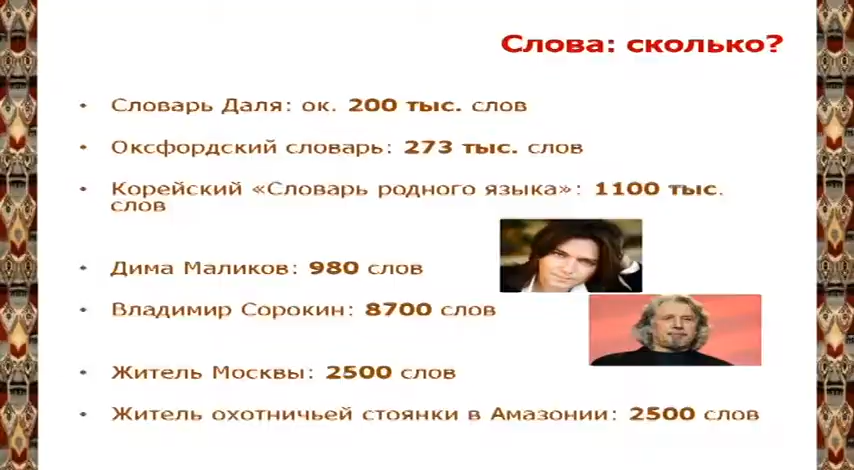 Слова: сколько?
• Словарь Даля: ок. 200 тыс. слов
• Оксфордский словарь: 273 тыс. слов
• Корейский «Словарь родного языка»: 1100 тыс.
слов
• Дима Маликов: 980 слов
• Владимир Сорокин: 8700 слов
• Житель Москвы: 2500 слов
• Житель охотничьей стоянки в Амазонии: 2500 слов